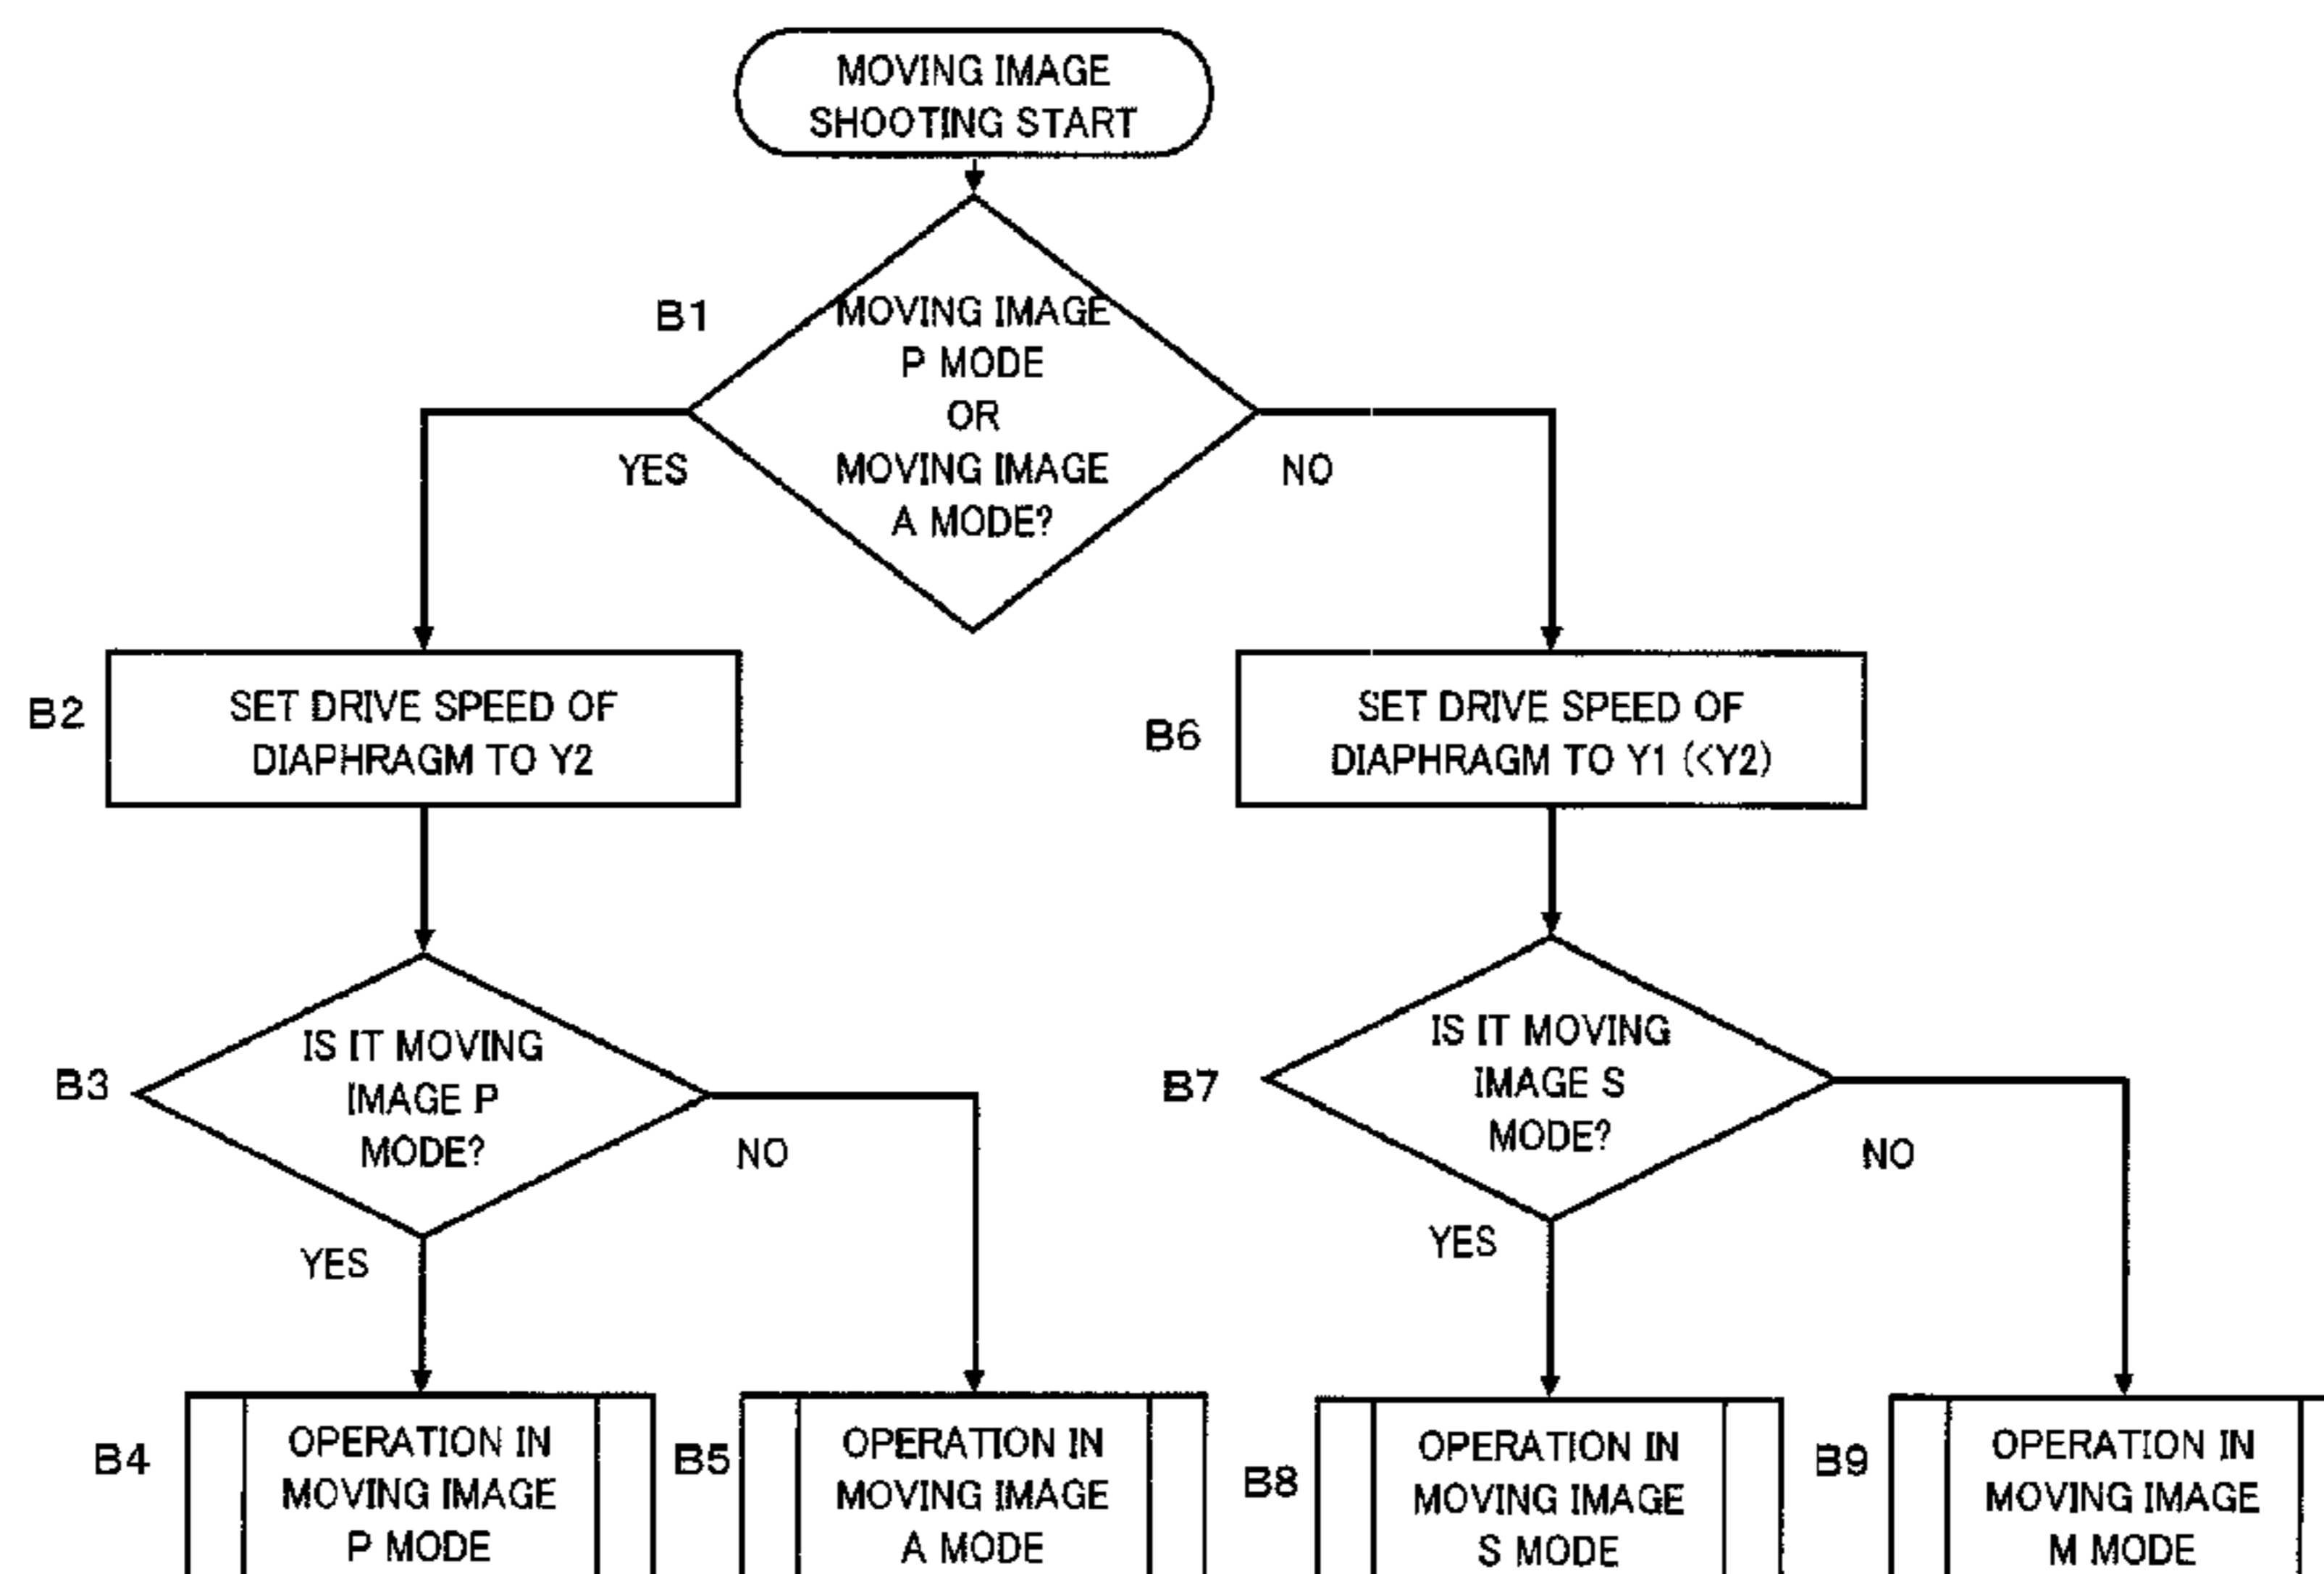 MOVING IMAGE
SHOOTING START
B1
MOVING IMAGE
P MODE
OR
MOVING IMAGE
A MODE?
YES
NO
B2
SET DRIVE SPEED OF
DIAPHRAGM TO Y2
B6
SET DRIVE SPEED OF
DIAPHRAGM TO Y1 (<Y2)
B3
IS IT MOVING
IMAGE P
MODE?
NO
YES
B7
IS IT MOVING
IMAGE S
MODE?
NO
YES
B4
OPERATION IN
MOVING IMAGE
P MODE
B5
OPERATION IN
MOVING IMAGE
A MODE
B8
OPERATION IN
MOVING IMAGE
S MODE
B9
OPERATION IN
MOVING IMAGE
M MODE